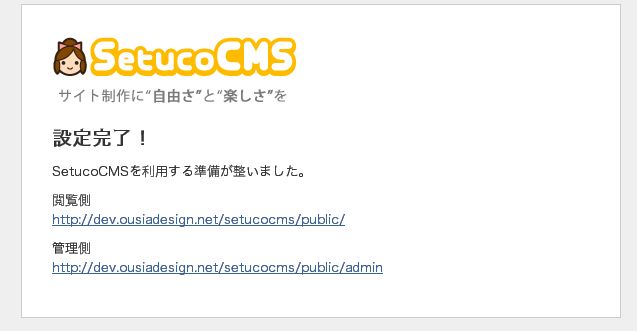 SetucoCMS
サイト制作に“自由さ”と“楽しさ”を
設定完了！
SetucoCMSを利用する準備が整いました。
閲覧側
http://dev.ousiadesign.net/setucocms/public/
管理側
http://dev.ousiadesign.net/setucocms/public/admin